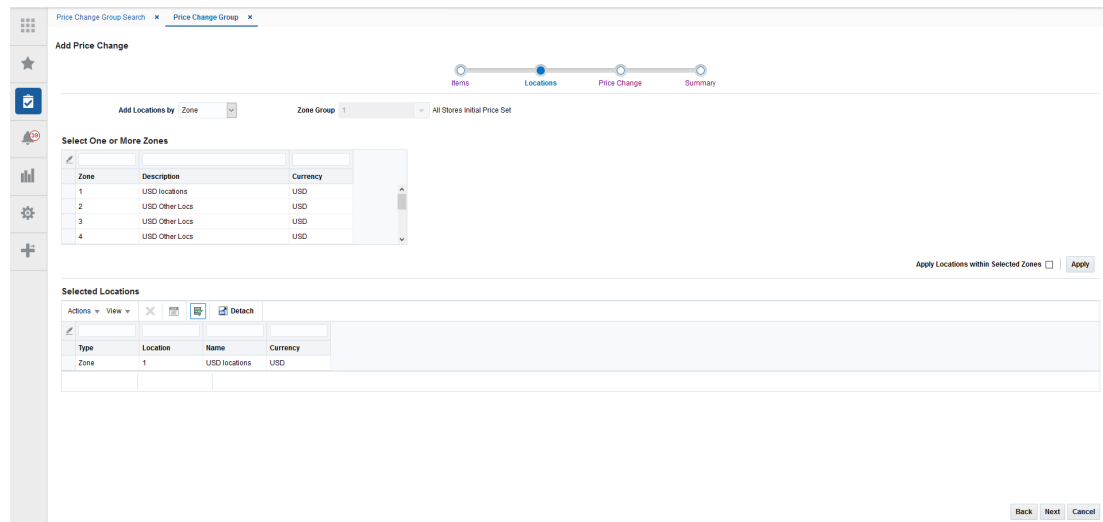 Price Change Group Search × Price Change Group ×
Add Price Change
Items Locations Price Change Summary
Add Locations by Zone Zone Group 1 All Stores Initial Price Set
39
Select One or More Zones
Zone Description Currency
1 USD locations USD
2 USD Other Locs USD
3 USD Other Locs USD
4 USD Other Locs USD
Apply Locations within Selected Zones Apply
Selected Locations
Actions View Detach
Type Location Name Currency
Zone 1 USD locations USD
Back Next Cancel